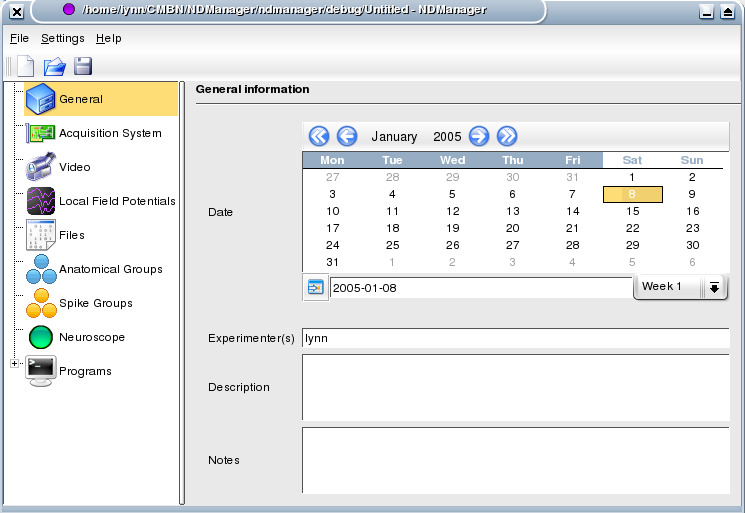 /home/lynn/CMBN/NDManager/ndmanager/debug/Untitled - NDManager
File Settings Help
General
Acquisition System
Video
Local Field Potentials
Files
Anatomical Groups
Spike Groups
Neuroscope
Programs
General information
January 2005
Mon Tue Wed Thu Fri Sat Sun
27 28 29 30 31 1 2
3 4 5 6 7 8 9
10 11 12 13 14 15 16
17 18 19 20 21 22 23
24 25 26 27 28 29 30
31 1 2 3 4 5 6
Date
2005-01-08 Week 1
Experimenter(s) lynn
Description
Notes